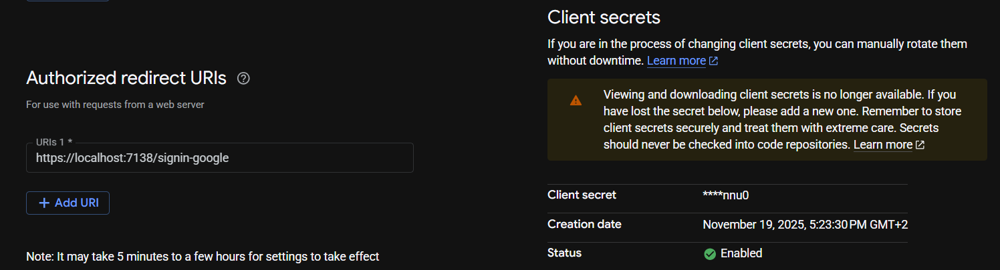 Authorized redirect URIs
For use with requests from a web server
URIs 1 *
https://localhost:7138/signin-google
Add URI
Note: It may take 5 minutes to a few hours for settings to take effect
Client secrets
If you are in the process of changing client secrets, you can manually rotate them
without downtime. Learn more
Viewing and downloading client secrets is no longer available. If you
have lost the secret below, please add a new one. Remember to store
client secrets securely and treat them with extreme care. Secrets
should never be checked into code repositories. Learn more
Client secret ****nnu0
Creation date November 19, 2025, 5:23:30 PM GMT+2
Status Enabled